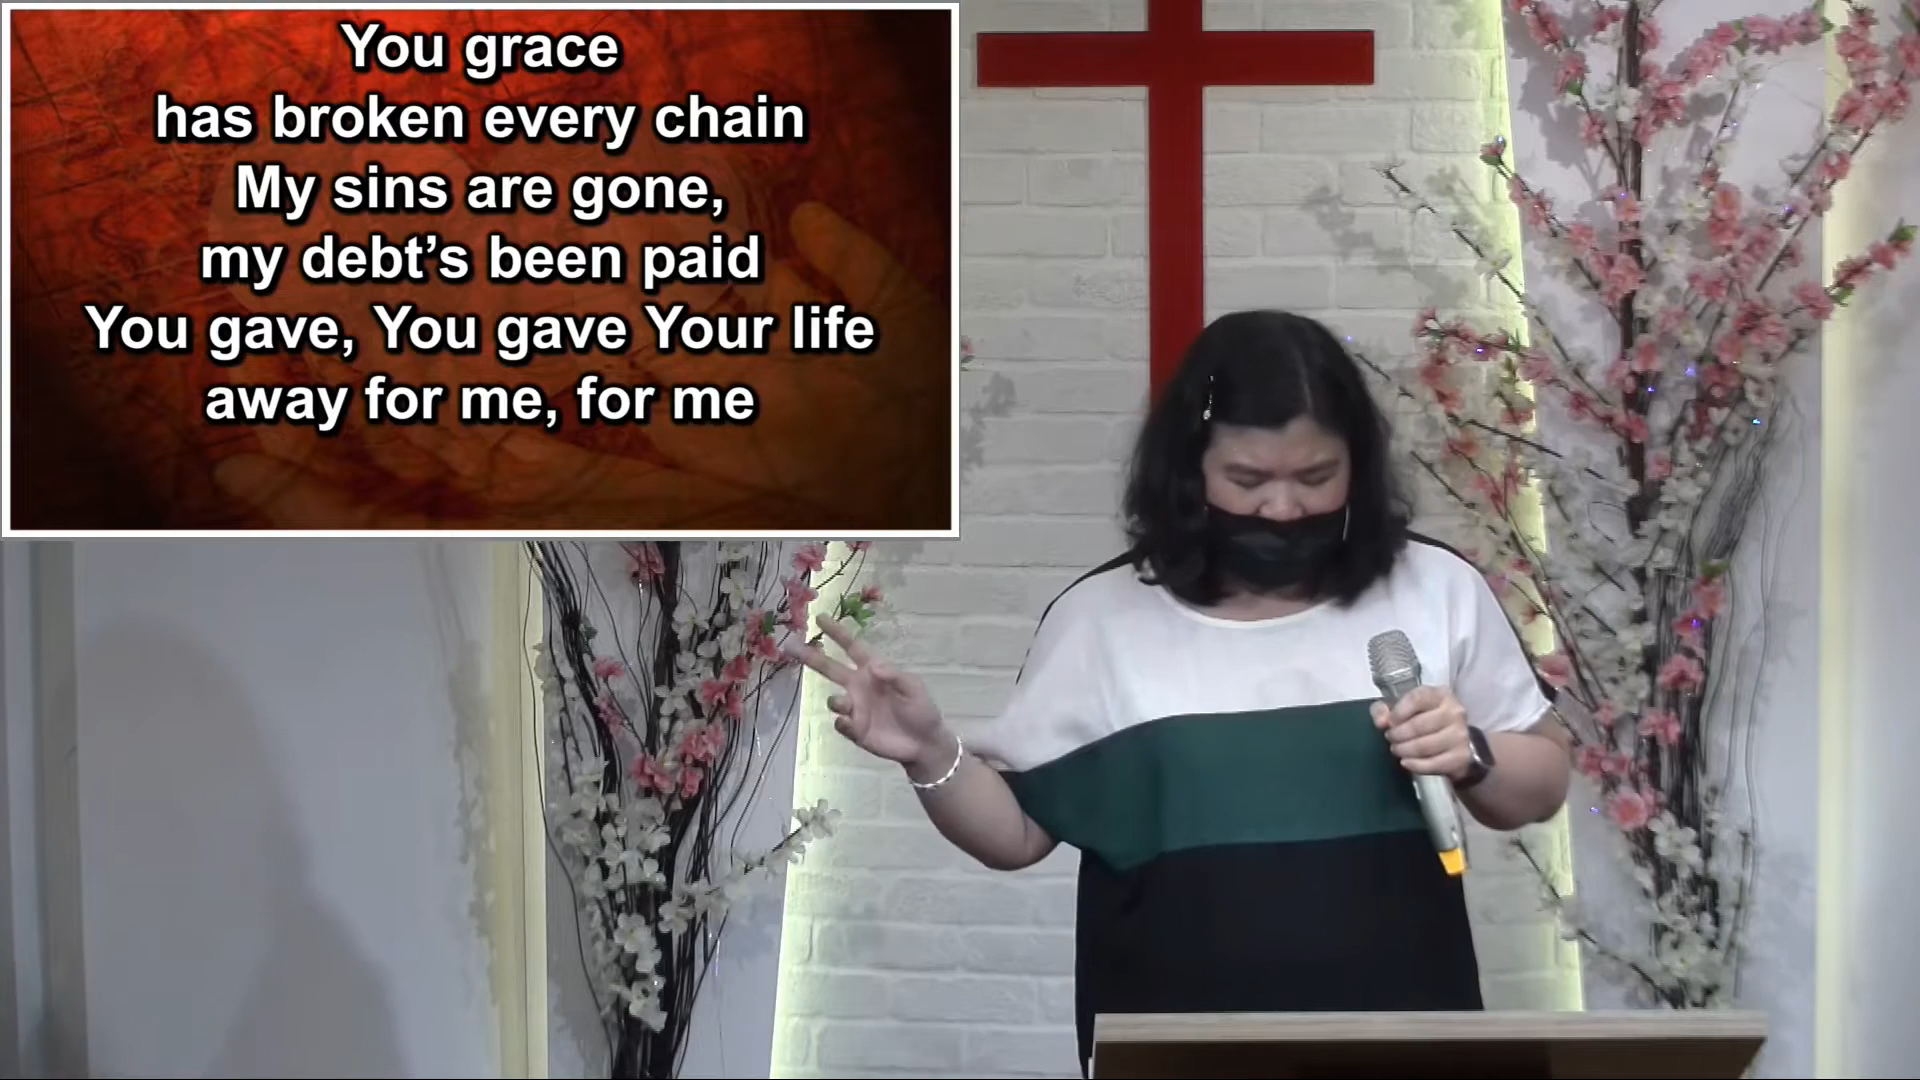 You grace
has broken every chain
My sins are gone,
my debt’s been paid
You gave, You gave Your life
away for me, for me